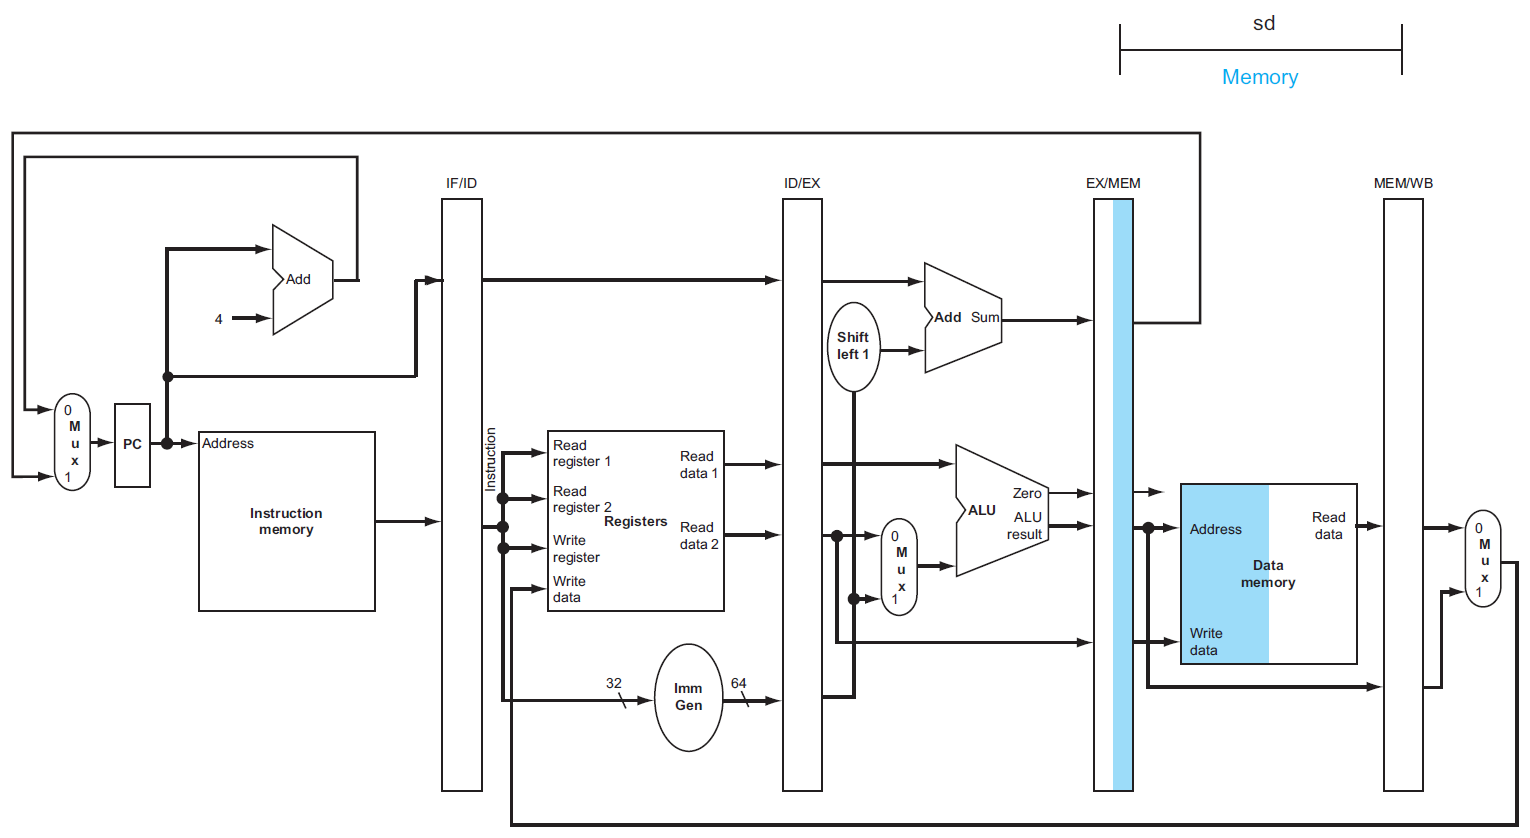 sd
Memory
IF/ID
ID/EX
EX/MEM
MEM/WB
Add
4
Add Sum
Shift
left 1
0
M
u
x
1
PC
Address
Instruction
memory
Instruction
Read
register 1
Read
register 2
Registers
Write
register
Write
data
Read
data 1
Read
data 2
0
M
u
x
1
Zero
ALU
ALU
result
Address
Read
data
Data
memory
Write
data
0
M
u
x
1
32
Imm
Gen
64